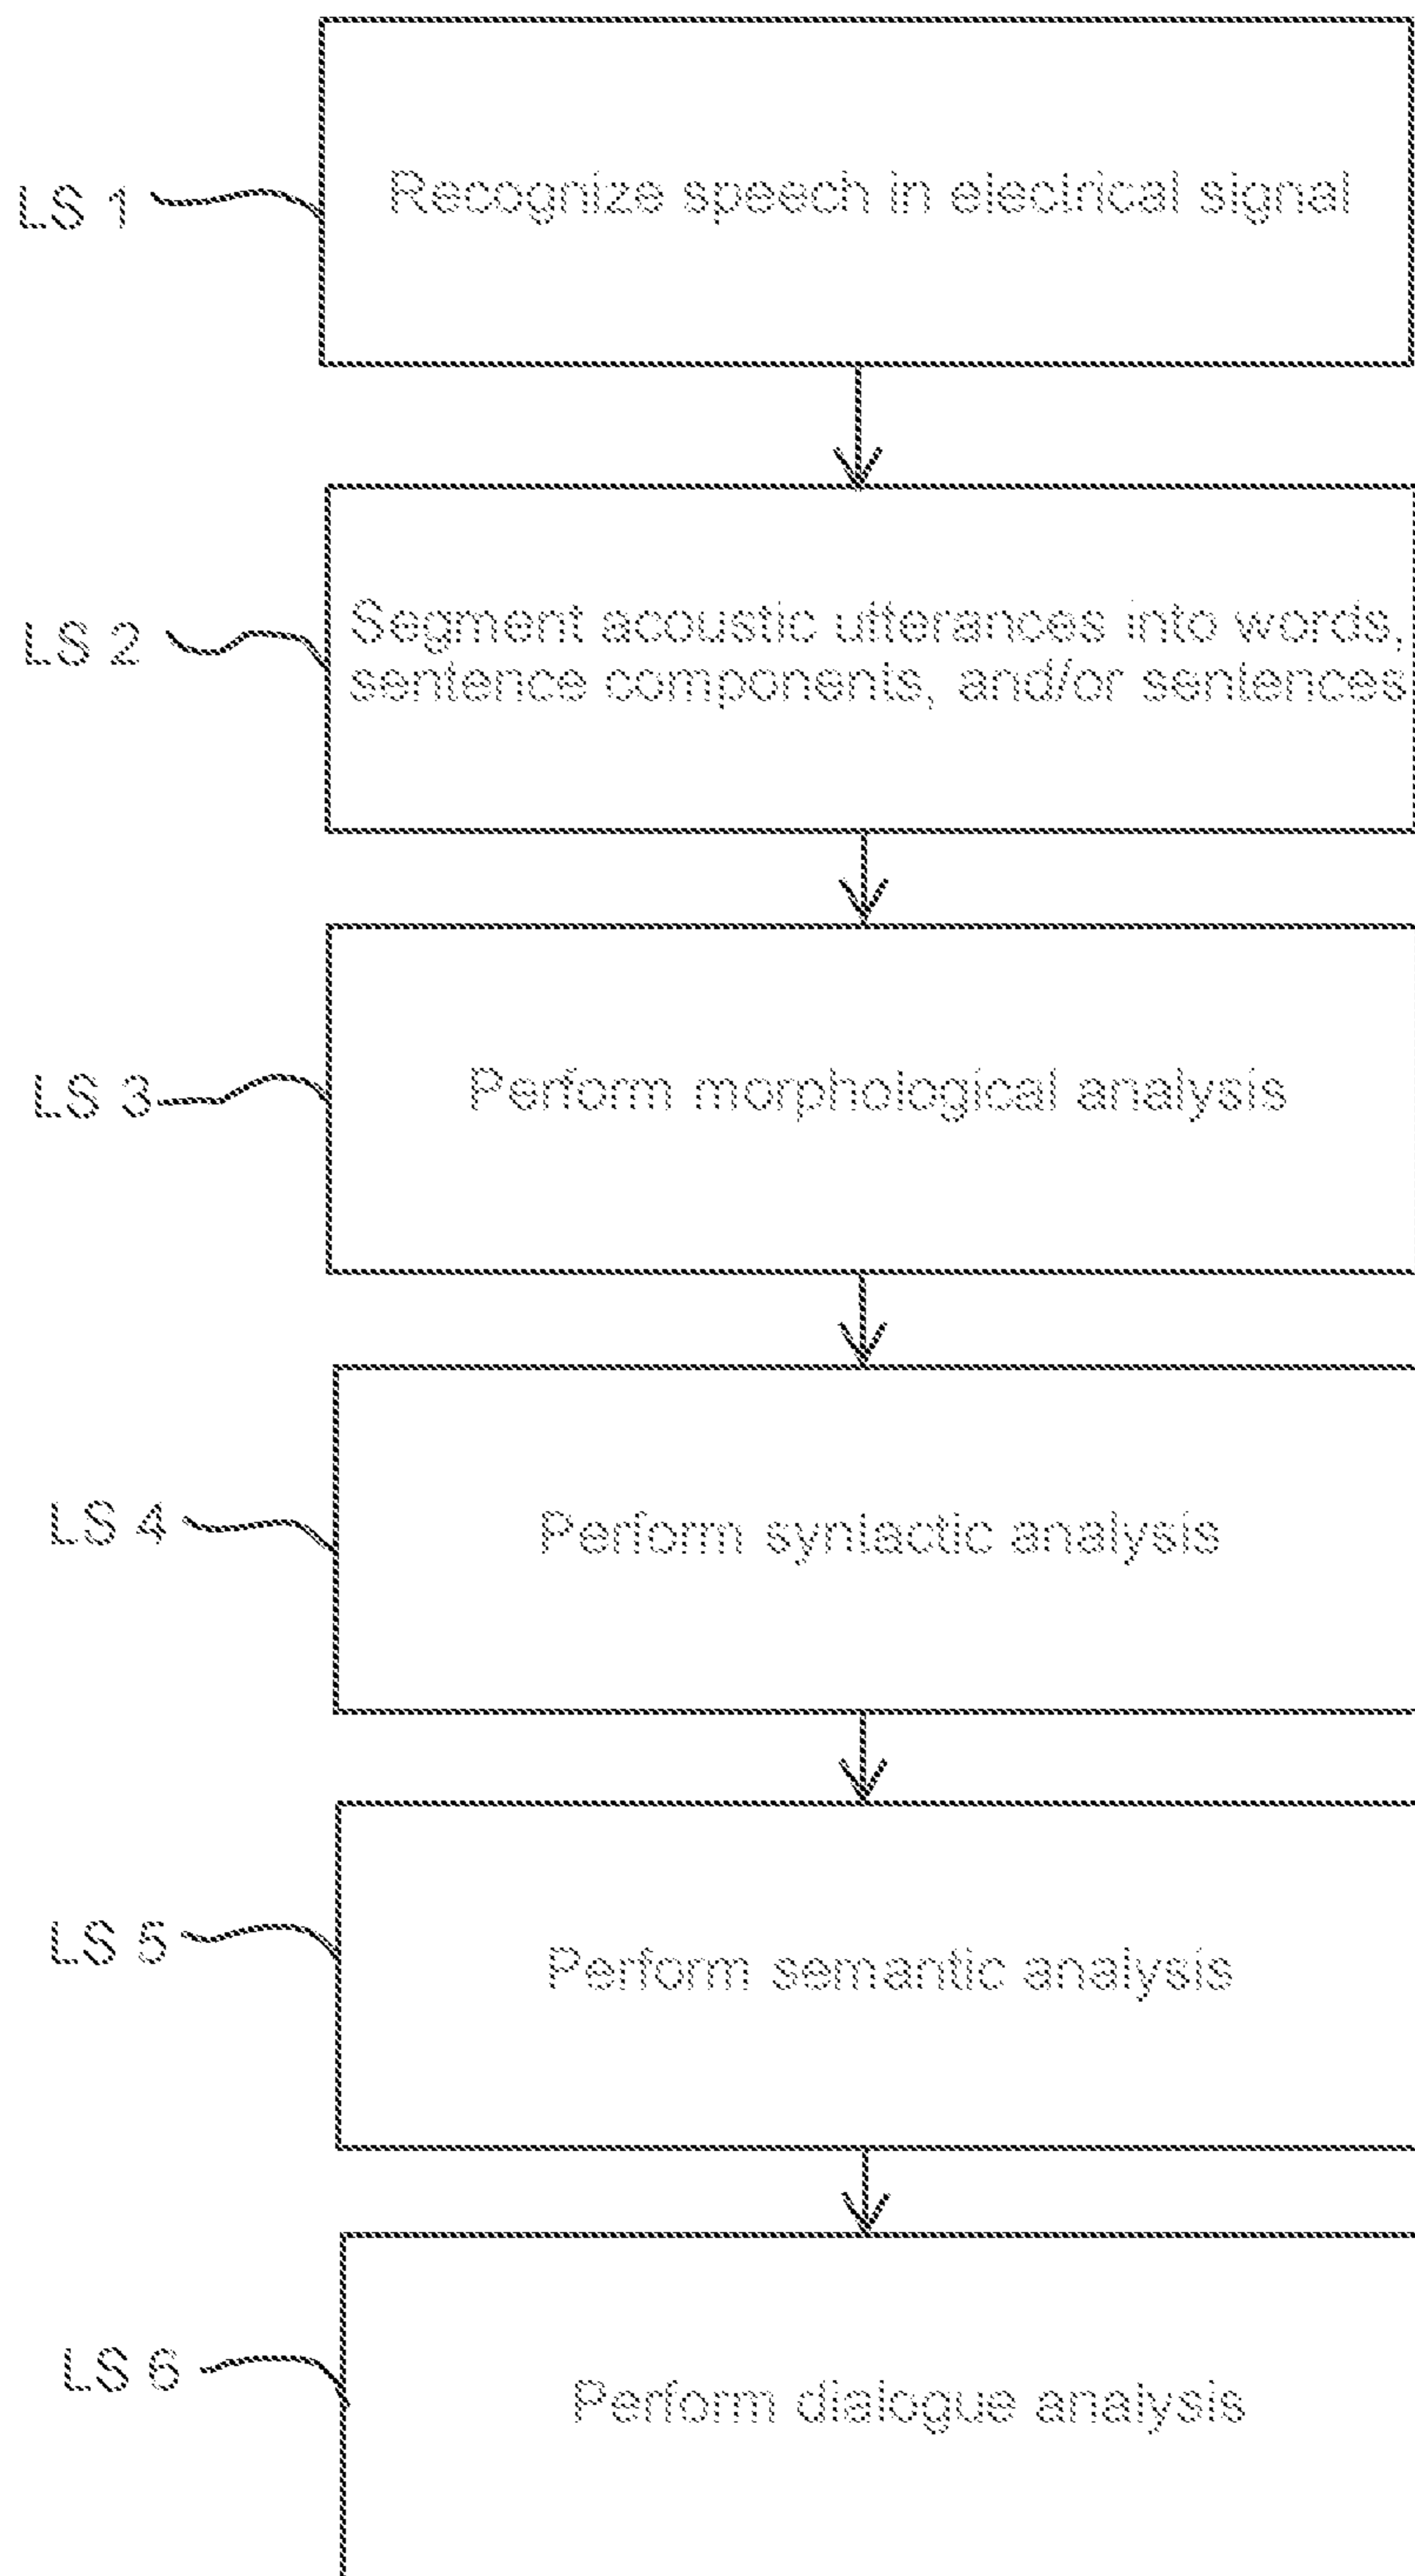 LS 1
Recognize speech in electrical signal
LS 2
Segment acoustic utterances into words,
sentence components, and/or sentences
LS 3
Perform morphological analysis
LS 4
Perform syntactic analysis
LS 5
Perform semantic analysis
LS 6
Perform dialogue analysis